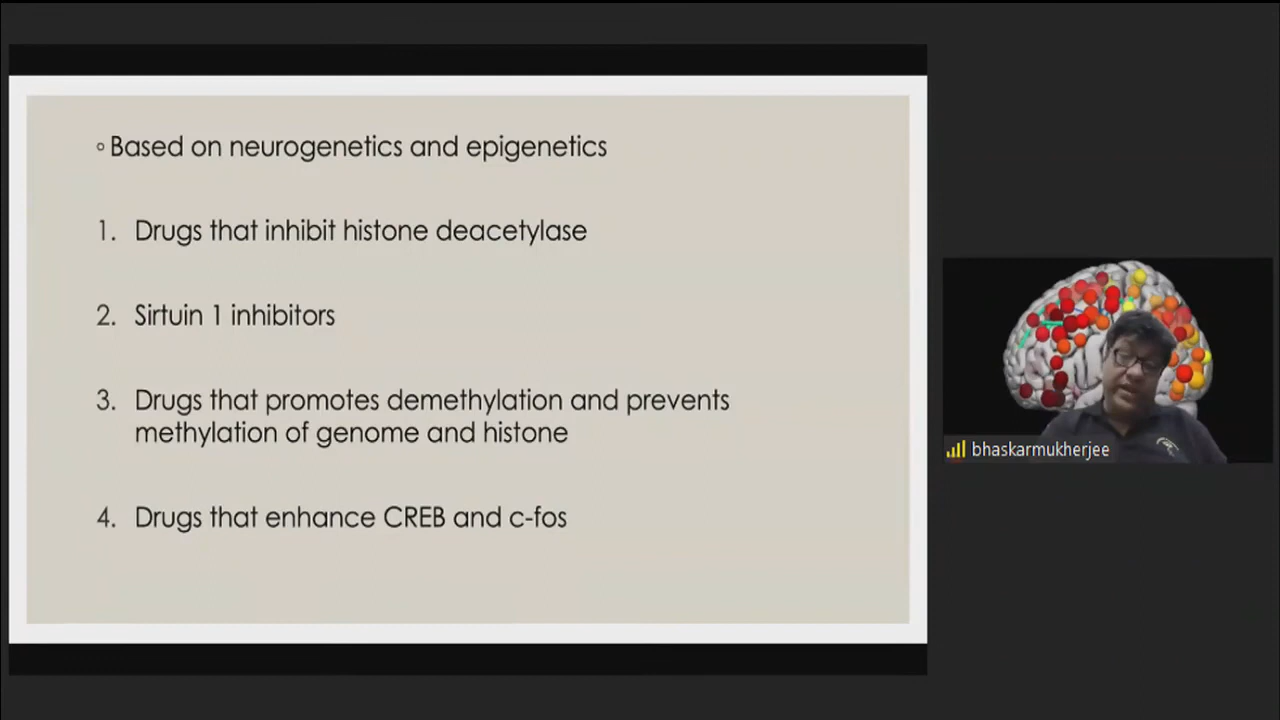 Based on neurogenetics and epigenetics
1. Drugs that inhibit histone deacetylase
2. Sirtuin 1 inhibitors
3. Drugs that promotes demethylation and prevents
methylation of genome and histone
4. Drugs that enhance CREB and c-fos
bhaskarmukherjee